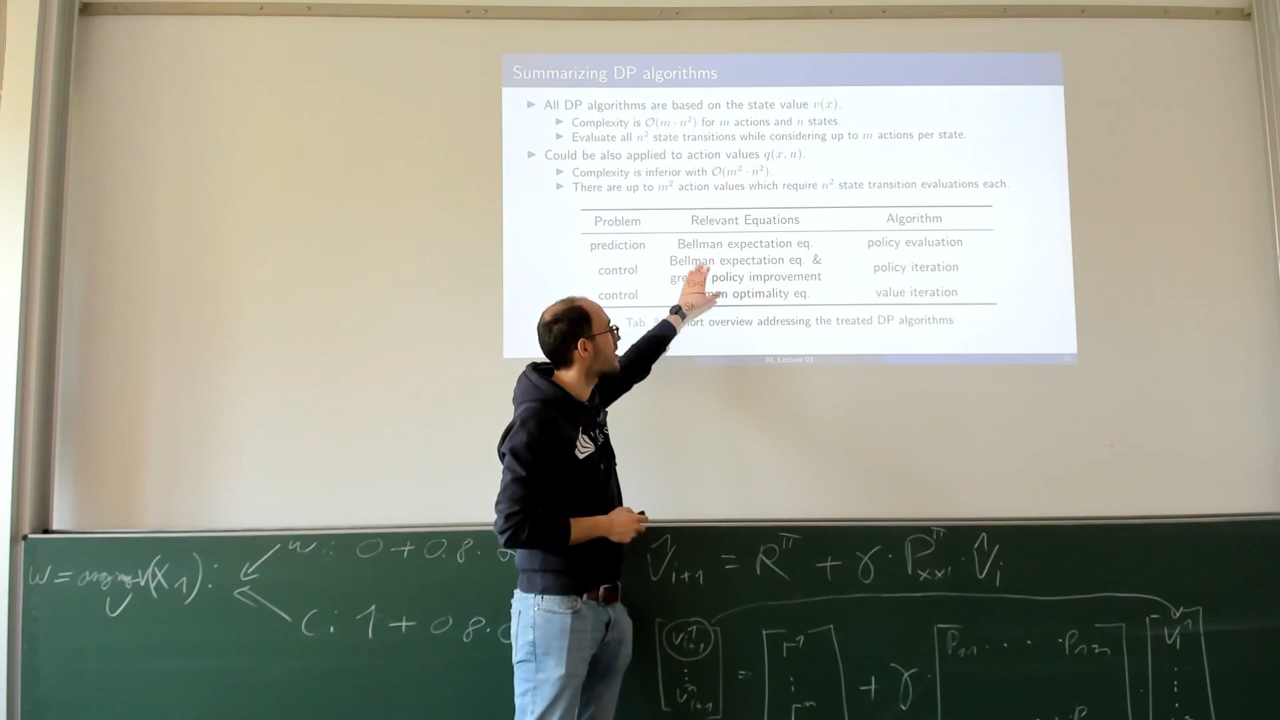 Summarizing DP algorithms
▶ All DP algorithms are based on the state value v(x).
▶ Complexity is O(m · n²) for m actions and n states.
▶ Evaluate all n² state transitions while considering up to m actions per state.
▶ Could be also applied to action values q(x, u).
▶ Complexity is inferior with O(m² · n²).
▶ There are up to m² action values which require n² state transition evaluations each.
Problem Relevant Equations Algorithm
prediction Bellman expectation eq. policy evaluation
control Bellman expectation eq. & policy improvement policy iteration
control optimality eq. value iteration
Tab. overview addressing the treated DP algorithms
RL Lecture 03
w: 0 + 0.8 ·
C: 1 + 0.8 ·
V̂ᵢ₊₁ = R^π + γ · P^π_xx' · V̂ᵢ
= + γ ·
P₁₁ · · · · P₁ₙ